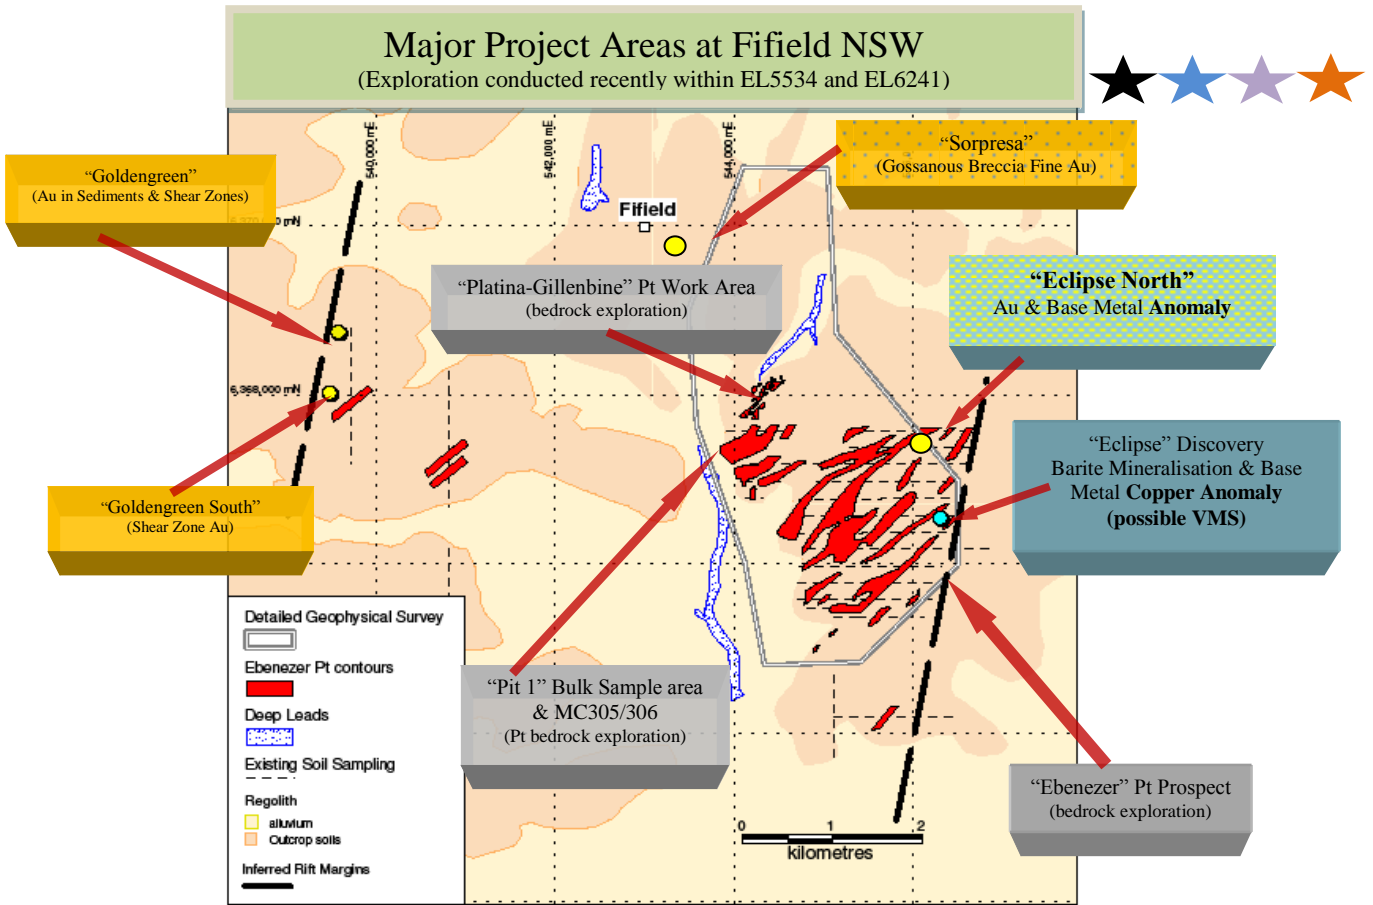 Major Project Areas at Fifield NSW
(Exploration conducted recently within EL5534 and EL6241)
540,000 mE
542,000 mE
544,000 mE
“Sorpresa”
(Gossanous Breccia Fine Au)
“Goldengreen”
(Au in Sediments & Shear Zones)
Fifield
“Eclipse North”
Au & Base Metal Anomaly
“Platina-Gillenbine” Pt Work Area
(bedrock exploration)
6,368,000 mN
“Eclipse” Discovery
Barite Mineralisation & Base
Metal Copper Anomaly
(possible VMS)
“Goldengreen South”
(Shear Zone Au)
Detailed Geophysical Survey
Ebenezer Pt contours
Deep Leads
Existing Soil Sampling
Regolith
alluvium
Outcrop soils
Inferred Rift Margins
“Pit 1” Bulk Sample area
& MC305/306
(Pt bedrock exploration)
“Ebenezer” Pt Prospect
(bedrock exploration)
0 1 2
kilometres